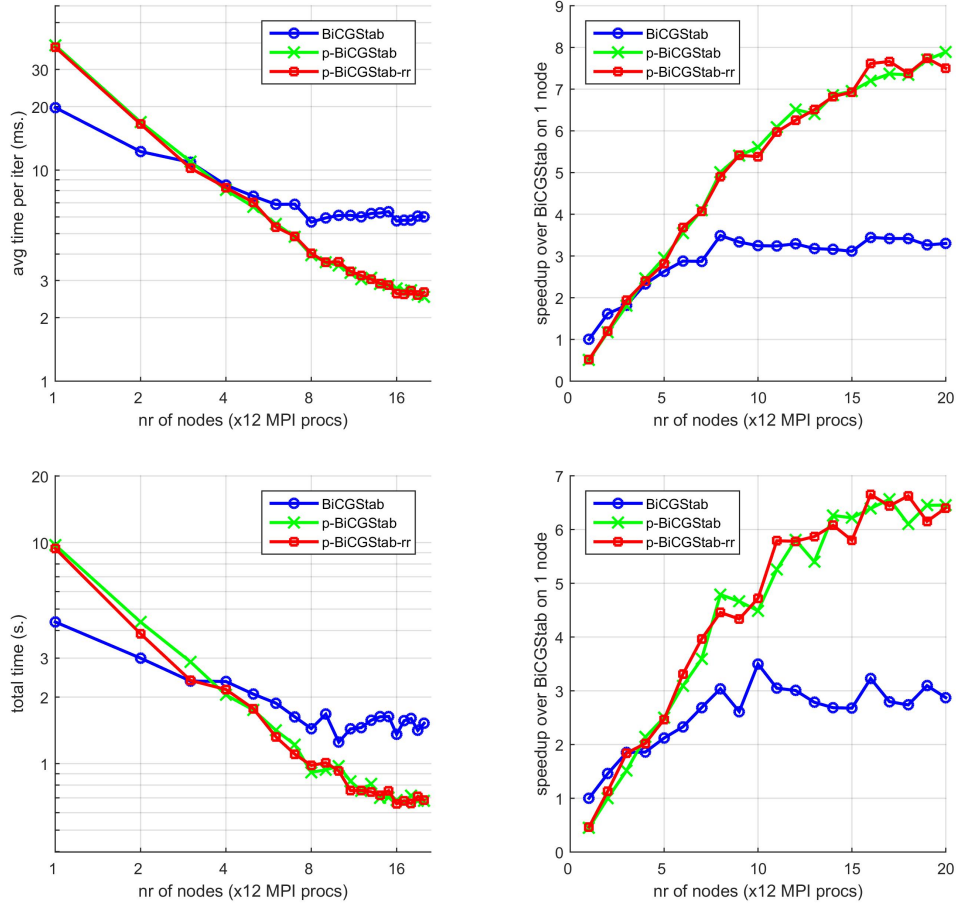 avg time per iter (ms.)
30
20
10
3
2
1
1
2
4
8
16
nr of nodes (x12 MPI procs)
BiCGStab
p-BiCGStab
p-BiCGStab-rr
speedup over BiCGStab on 1 node
9
8
7
6
5
4
3
2
1
0
0
5
10
15
20
nr of nodes (x12 MPI procs)
BiCGStab
p-BiCGStab
p-BiCGStab-rr
total time (s.)
20
10
3
2
1
1
2
4
8
16
nr of nodes (x12 MPI procs)
BiCGStab
p-BiCGStab
p-BiCGStab-rr
speedup over BiCGStab on 1 node
7
6
5
4
3
2
1
0
0
5
10
15
20
nr of nodes (x12 MPI procs)
BiCGStab
p-BiCGStab
p-BiCGStab-rr